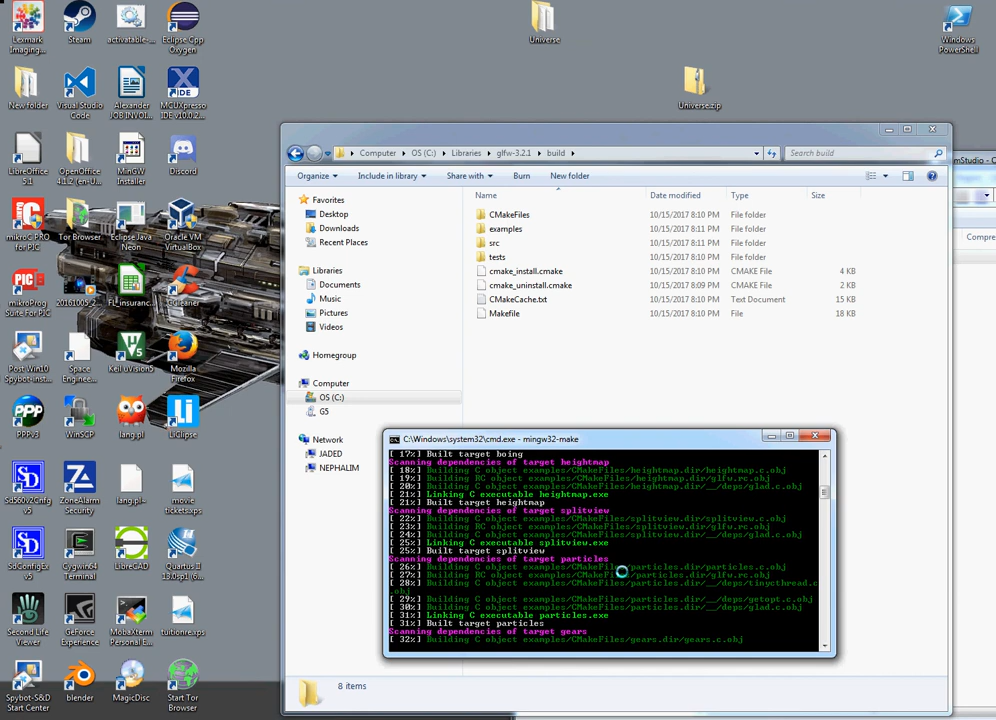 Lexmark Imaging...
Steam
activatable-...
Eclipse Cpp Oxygen
Universe
Windows PowerShell
New folder
Visual Studio Code
Alexander JOB INVOI...
MCUXpresso IDE v10.0.2...
Universe.zip
LibreOffice 5.1
OpenOffice 4.1.2 (en-U...
MinGW Installer
Discord
mikroC PRO for PIC
Tor Browser
Eclipse Java Neon
Oracle VM VirtualBox
mikroProg Suite For PIC
20161005_2...
FL_insuranc...
CCleaner
Post Win10 Spybot-inst...
Space Engineer...
Keil uVision5
Mozilla Firefox
PPPv3
WinSCP
lang.pl
LiClipse
Sd560v2Cnfg v5
ZoneAlarm Security
lang.pl~
movie tickets.xps
SdConfigEx v5
Cygwin64 Terminal
LibreCAD
Quartus II 13.0sp1 (6...
Second Life Viewer
GeForce Experience
MobaXterm Personal E...
tuitionreaps
Spybot-S&D Start Center
blender
MagicDisc
Start Tor Browser
Computer
OS (C:)
Libraries
glfw-3.2.1
build
Search build
Organize
Include in library
Share with
Burn
New folder
Name
Date modified
Type
Size
Favorites
Desktop
Downloads
Recent Places
Libraries
Documents
Music
Pictures
Videos
Homegroup
Computer
OS (C:)
G5
Network
JADED
NEPHALIM
CMakeFiles 10/15/2017 8:10 PM File folder
examples 10/15/2017 8:11 PM File folder
src 10/15/2017 8:11 PM File folder
tests 10/15/2017 8:10 PM File folder
cmake_install.cmake 10/15/2017 8:10 PM CMAKE File 4 KB
cmake_uninstall.cmake 10/15/2017 8:09 PM CMAKE File 2 KB
CMakeCache.txt 10/15/2017 8:10 PM Text Document 15 KB
Makefile 10/15/2017 8:10 PM File 18 KB
8 items
mStudio - C
Compre
C:\Windows\system32\cmd.exe - mingw32-make
[ 17%] Built target boing
Scanning dependencies of target heightmap
[ 18%] Building C object examples/CMakeFiles/heightmap.dir/heightmap.c.obj
[ 19%] Building RC object examples/CMakeFiles/heightmap.dir/glfw.rc.obj
[ 20%] Building C object examples/CMakeFiles/heightmap.dir/__/deps/glad.c.obj
[ 21%] Linking C executable heightmap.exe
[ 21%] Built target heightmap
Scanning dependencies of target splitview
[ 22%] Building C object examples/CMakeFiles/splitview.dir/splitview.c.obj
[ 23%] Building RC object examples/CMakeFiles/splitview.dir/glfw.rc.obj
[ 24%] Building C object examples/CMakeFiles/splitview.dir/__/deps/glad.c.obj
[ 25%] Linking C executable splitview.exe
[ 25%] Built target splitview
Scanning dependencies of target particles
[ 26%] Building C object examples/CMakeFiles/particles.dir/particles.c.obj
[ 27%] Building RC object examples/CMakeFiles/particles.dir/glfw.rc.obj
[ 28%] Building C object examples/CMakeFiles/particles.dir/__/deps/tinycthread.c
.obj
[ 29%] Building C object examples/CMakeFiles/particles.dir/__/deps/getopt.c.obj
[ 30%] Building C object examples/CMakeFiles/particles.dir/__/deps/glad.c.obj
[ 31%] Linking C executable particles.exe
[ 31%] Built target particles
Scanning dependencies of target gears
[ 32%] Building C object examples/CMakeFiles/gears.dir/gears.c.obj